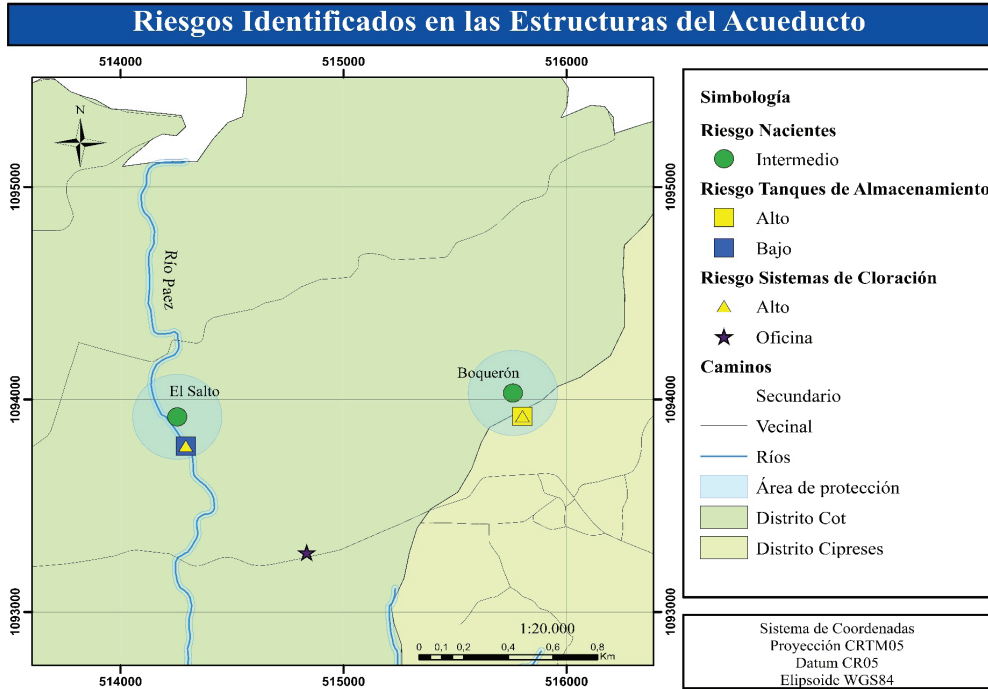 Riesgos Identificados en las Estructuras del Acueducto
514000 515000 516000
N
1095000
1094000
1093000
1095000
1094000
1093000
Río Paez
El Salto
Boquerón
1:20.000
0 0,1 0,2 0,4 0,6 0,8
Km
514000 515000 516000
Simbología
Riesgo Nacientes
Intermedio
Riesgo Tanques de Almacenamiento
Alto
Bajo
Riesgo Sistemas de Cloración
Alto
Oficina
Caminos
Secundario
Vecinal
Ríos
Área de protección
Distrito Cot
Distrito Cipreses
Sistema de Coordenadas
Proyección CRTM05
Datum CR05
Elipsoide WGS84